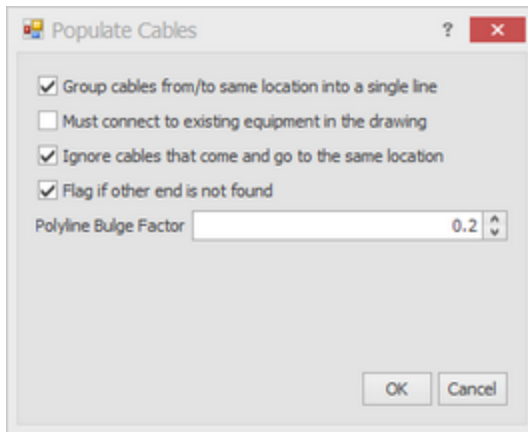 Populate Cables ?
Group cables from/to same location into a single line
Must connect to existing equipment in the drawing
Ignore cables that come and go to the same location
Flag if other end is not found
Polyline Bulge Factor 0.2
OK Cancel